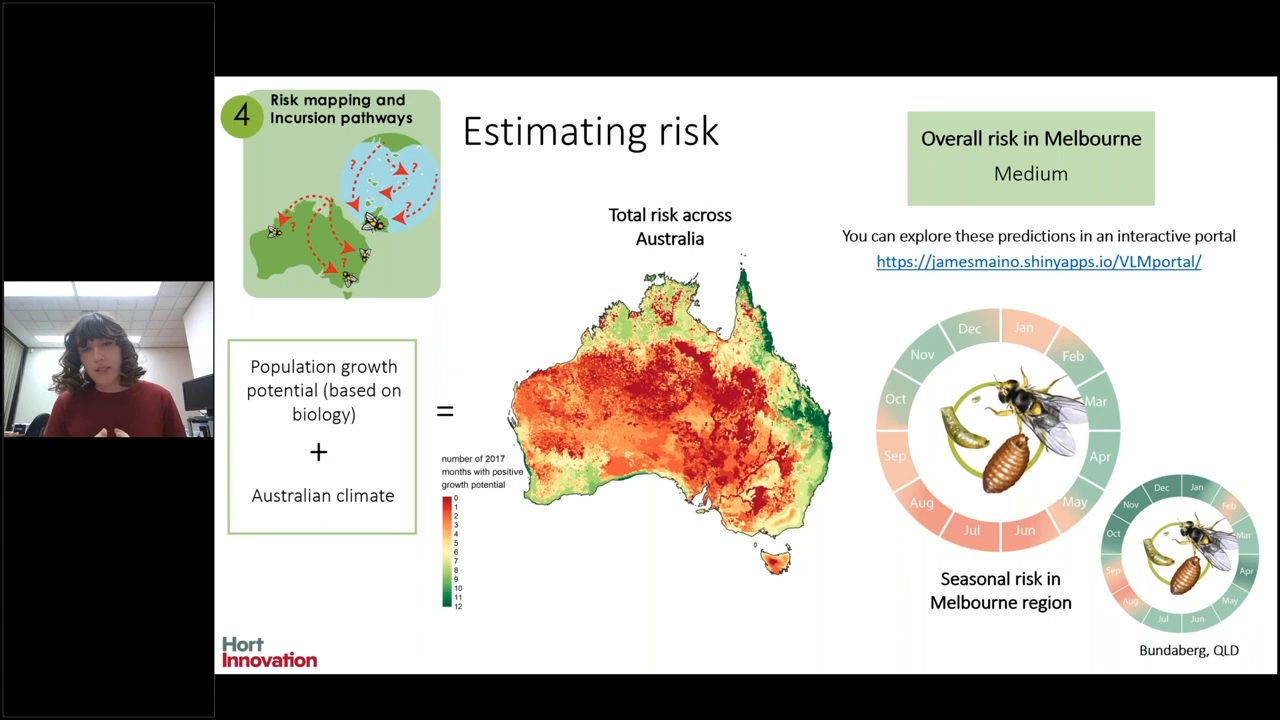 4
Risk mapping and
Incursion pathways
?
?
?
?
?
Estimating risk
Overall risk in Melbourne
Medium
You can explore these predictions in an interactive portal
https://jamesmaino.shinyapps.io/VLMportal/
Total risk across
Australia
Population growth
potential (based on
biology)
+
Australian climate
=
number of 2017
months with positive
growth potential
0
1
2
3
4
5
6
7
8
9
10
11
12
0
Jan
Feb
Mar
Apr
May
Jun
Jul
Aug
Sep
Oct
Nov
Dec
Seasonal risk in
Melbourne region
Jan
Feb
Mar
Apr
May
Jun
Jul
Aug
Sep
Oct
Nov
Dec
Bundaberg, QLD
Hort
Innovation